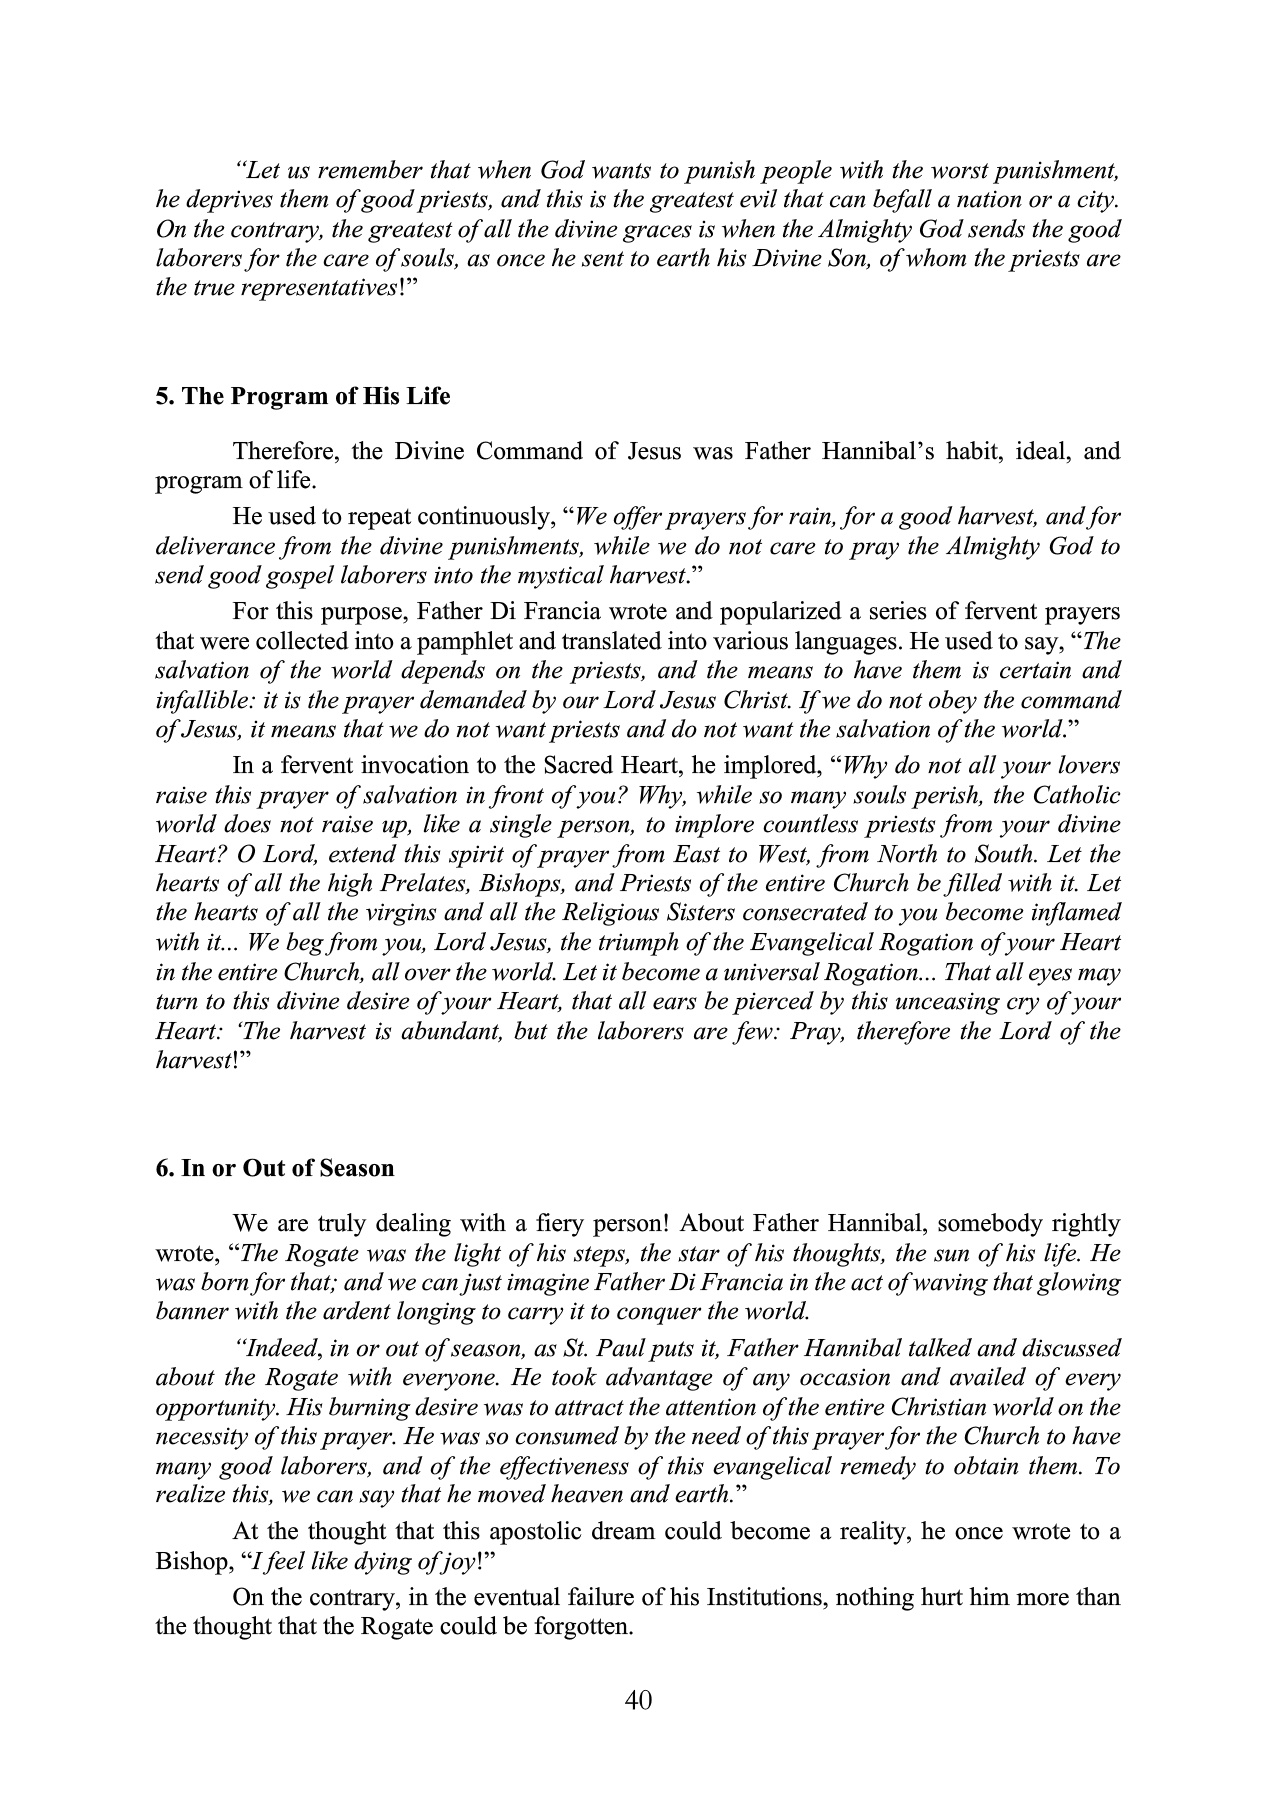 “Let us remember that when God wants to punish people with the worst punishment,
he deprives them of good priests, and this is the greatest evil that can befall a nation or a city.
On the contrary, the greatest of all the divine graces is when the Almighty God sends the good
laborers for the care of souls, as once he sent to earth his Divine Son, of whom the priests are
the true representatives!”
5. The Program of His Life
Therefore, the Divine Command of Jesus was Father Hannibal’s habit, ideal, and
program of life.
He used to repeat continuously, “We offer prayers for rain, for a good harvest, and for
deliverance from the divine punishments, while we do not care to pray the Almighty God to
send good gospel laborers into the mystical harvest.”
For this purpose, Father Di Francia wrote and popularized a series of fervent prayers
that were collected into a pamphlet and translated into various languages. He used to say, “The
salvation of the world depends on the priests, and the means to have them is certain and
infallible: it is the prayer demanded by our Lord Jesus Christ. If we do not obey the command
of Jesus, it means that we do not want priests and do not want the salvation of the world.”
In a fervent invocation to the Sacred Heart, he implored, “Why do not all your lovers
raise this prayer of salvation in front of you? Why, while so many souls perish, the Catholic
world does not raise up, like a single person, to implore countless priests from your divine
Heart? O Lord, extend this spirit of prayer from East to West, from North to South. Let the
hearts of all the high Prelates, Bishops, and Priests of the entire Church be filled with it. Let
the hearts of all the virgins and all the Religious Sisters consecrated to you become inflamed
with it... We beg from you, Lord Jesus, the triumph of the Evangelical Rogation of your Heart
in the entire Church, all over the world. Let it become a universal Rogation... That all eyes may
turn to this divine desire of your Heart, that all ears be pierced by this unceasing cry of your
Heart: ‘The harvest is abundant, but the laborers are few: Pray, therefore the Lord of the
harvest!”
6. In or Out of Season
We are truly dealing with a fiery person! About Father Hannibal, somebody rightly
wrote, “The Rogate was the light of his steps, the star of his thoughts, the sun of his life. He
was born for that; and we can just imagine Father Di Francia in the act of waving that glowing
banner with the ardent longing to carry it to conquer the world.
“Indeed, in or out of season, as St. Paul puts it, Father Hannibal talked and discussed
about the Rogate with everyone. He took advantage of any occasion and availed of every
opportunity. His burning desire was to attract the attention of the entire Christian world on the
necessity of this prayer. He was so consumed by the need of this prayer for the Church to have
many good laborers, and of the effectiveness of this evangelical remedy to obtain them. To
realize this, we can say that he moved heaven and earth.”
At the thought that this apostolic dream could become a reality, he once wrote to a
Bishop, “I feel like dying of joy!”
On the contrary, in the eventual failure of his Institutions, nothing hurt him more than
the thought that the Rogate could be forgotten.
40